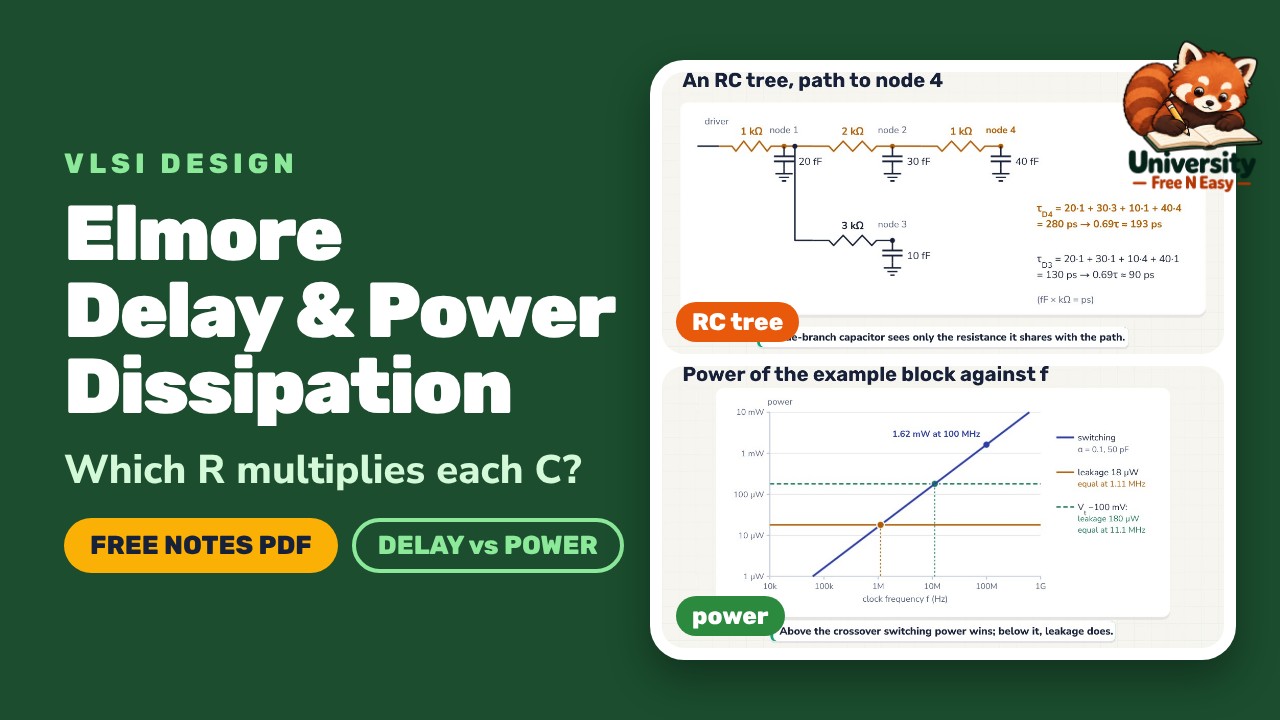 VLSI DESIGN
Elmore
Delay & Power
Dissipation
Which R multiplies each C?
FREE NOTES PDF
DELAY vs POWER
An RC tree, path to node 4
driver
1 kΩ
node 1
2 kΩ
node 2
1 kΩ
node 4
20 fF
30 fF
40 fF
3 kΩ
node 3
10 fF
τD4 = 20·1 + 30·3 + 10·1 + 40·4
= 280 ps → 0.69τ ≈ 193 ps
τD3 = 20·1 + 30·1 + 10·4 + 40·1
= 130 ps → 0.69τ ≈ 90 ps
(fF × kΩ = ps)
RC tree
-branch capacitor sees only the resistance it shares with the path.
University
Free N Easy
Power of the example block against f
power
10 mW
1 mW
100 µW
10 µW
1 µW
10k
100k
1M
10M
100M
1G
clock frequency f (Hz)
1.62 mW at 100 MHz
switching
α = 0.1, 50 pF
leakage 18 µW
equal at 1.11 MHz
Vt −100 mV:
leakage 180 µW
equal at 11.1 MHz
power
Above the crossover switching power wins; below it, leakage does.